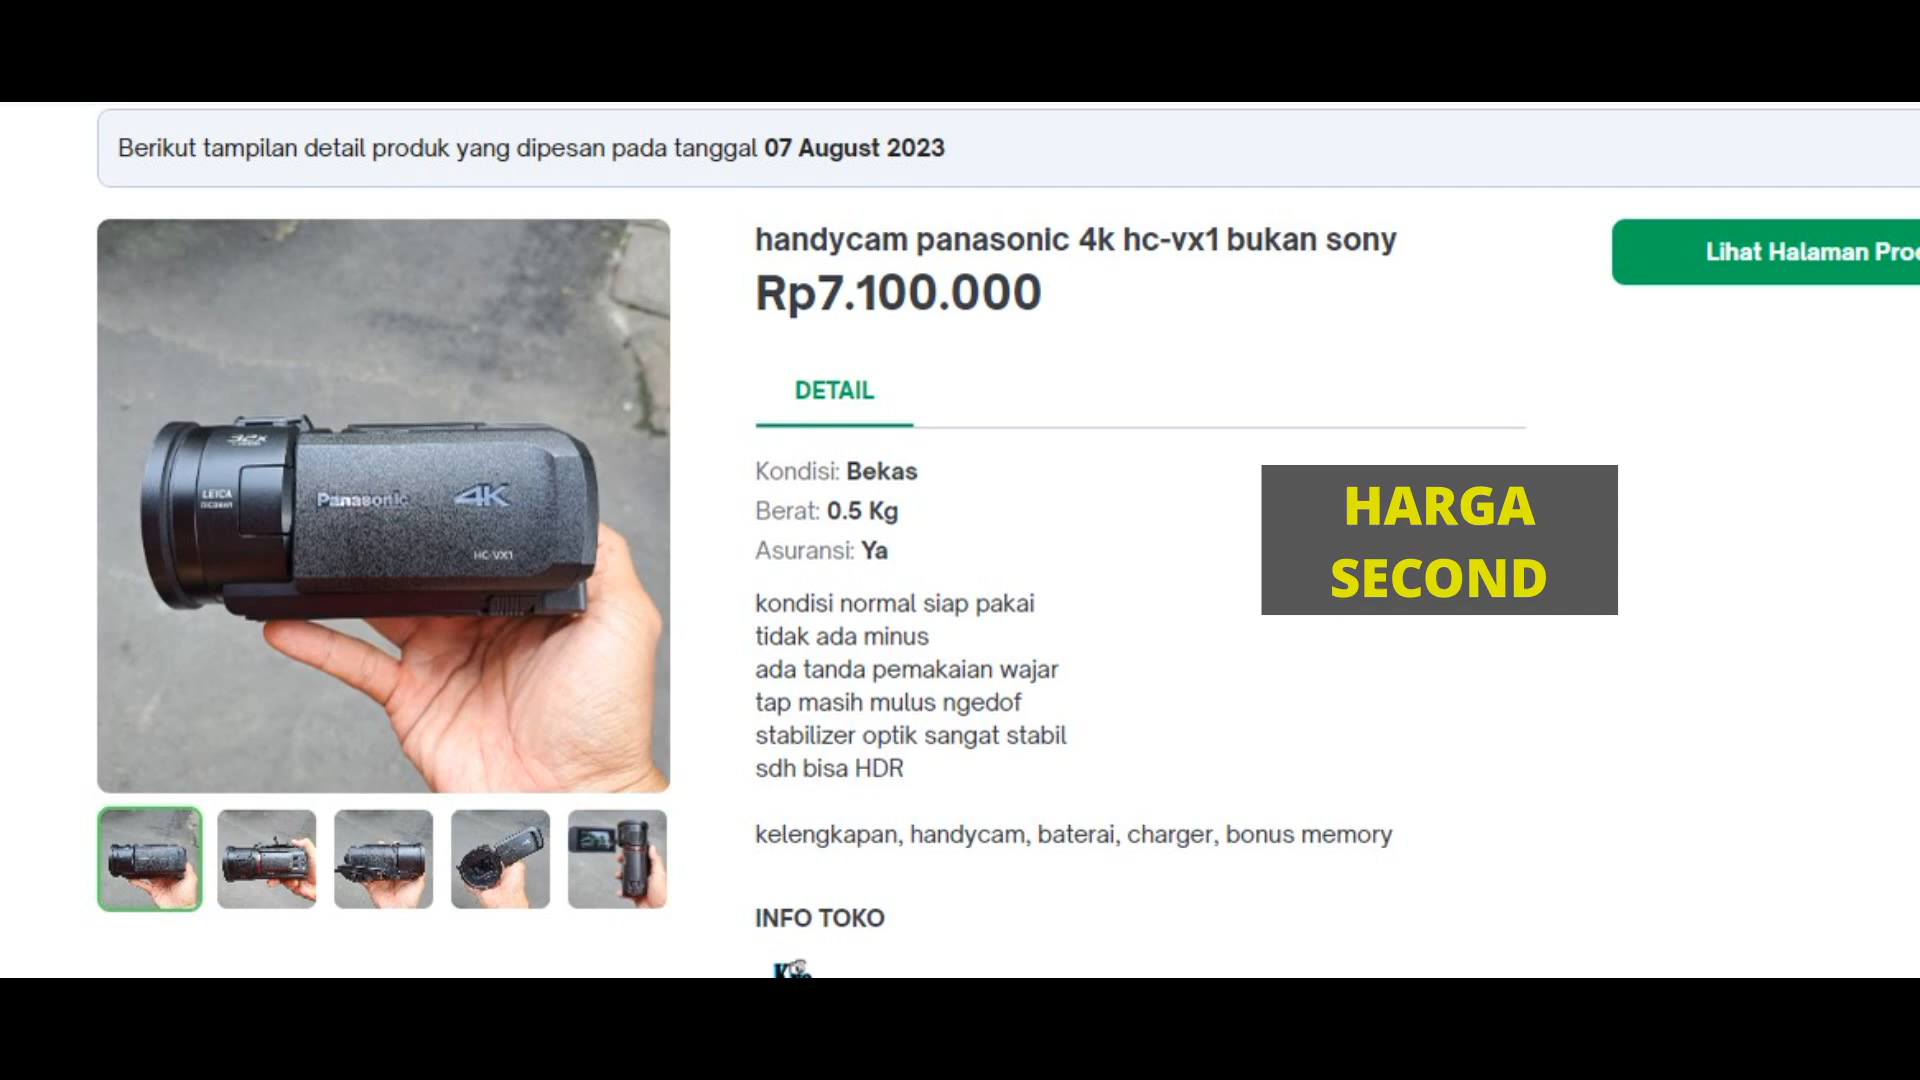 Berikut tampilan detail produk yang dipesan pada tanggal 07 August 2023
handycam panasonic 4k hc-vx1 bukan sony
Rp7.100.000
Lihat Halaman
DETAIL
32x
LEICA
DICOMAR
Panasonic
4K
HC-VX1
Kondisi: Bekas
Berat: 0.5 Kg
Asuransi: Ya
HARGA
SECOND
kondisi normal siap pakai
tidak ada minus
ada tanda pemakaian wajar
tap masih mulus ngedof
stabilizer optik sangat stabil
sdh bisa HDR
kelengkapan, handycam, baterai, charger, bonus memory
INFO TOKO